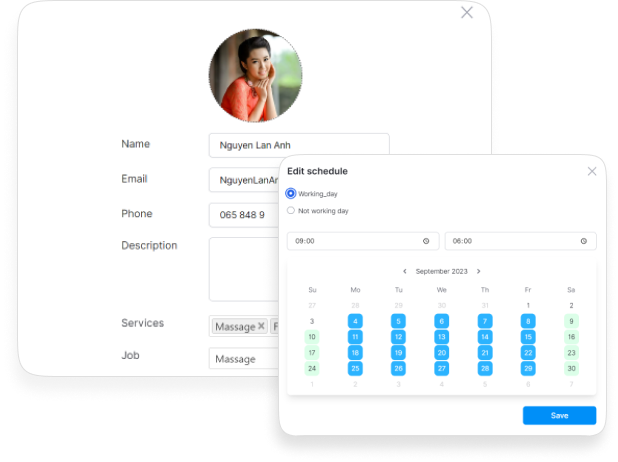 Name
Nguyen Lan Anh
Email
NguyenLanAn
Phone
065 848 9
Description
Services
Massage ×
Job
Massage
Edit schedule
Working_day
Not working day
09:00
06:00
< September 2023 >
Su Mo Tu We Th Fr Sa
27 28 29 30 31 1 2
3 4 5 6 7 8 9
10 11 12 13 14 15 16
17 18 19 20 21 22 23
24 25 26 27 28 29 30
1 2 3 4 5 6 7
Save